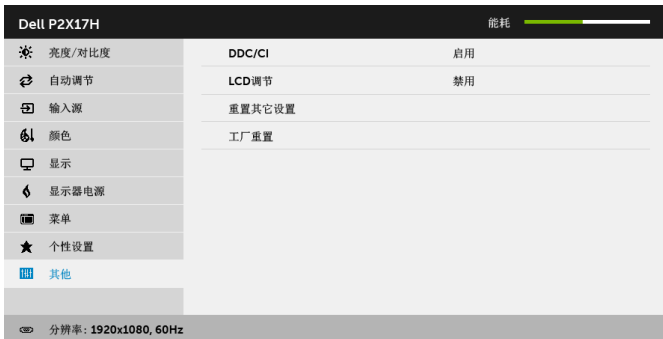 Dell P2X17H 能耗
亮度/对比度 DDC/CI 启用
自动调节 LCD调节 禁用
输入源 重置其它设置
颜色 工厂重置
显示
显示器电源
菜单
个性设置
其他
分辨率: 1920x1080, 60Hz